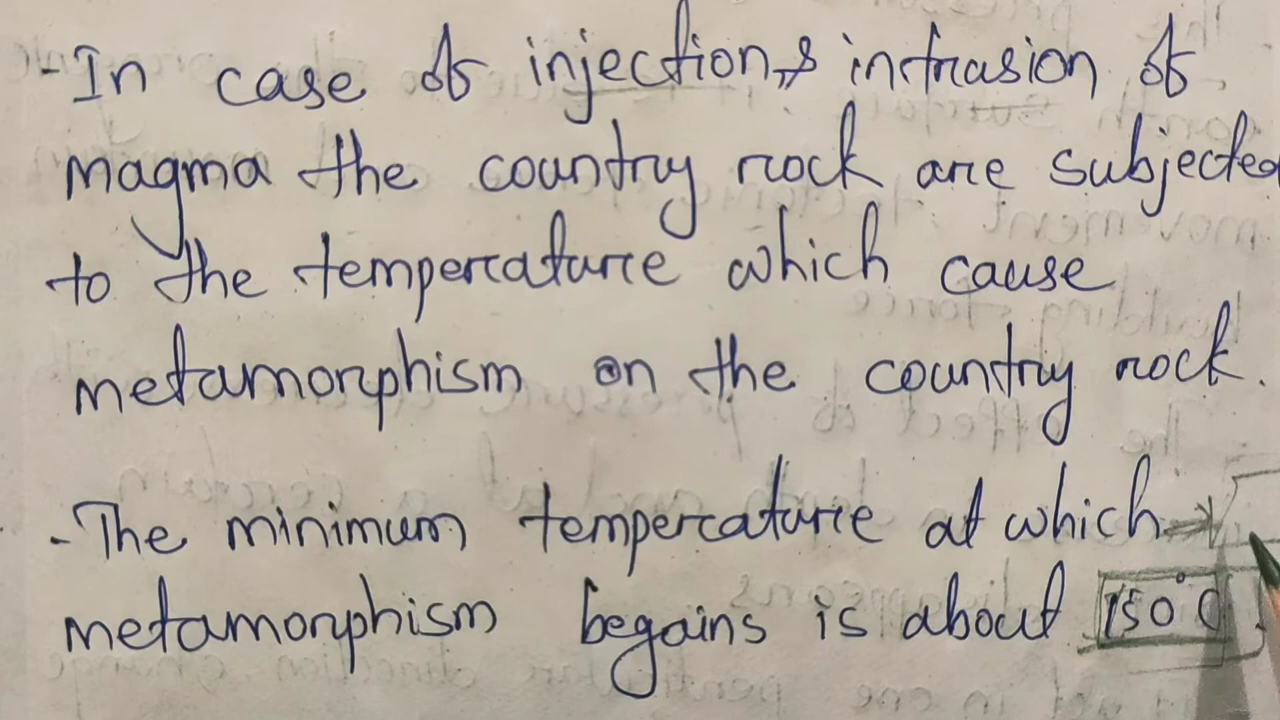 - In case of injection & intrusion of
magma the country rock are subjected
to the temperature which cause
metamorphism on the country rock.
- The minimum temperature at which
metamorphism begains is about 150°C